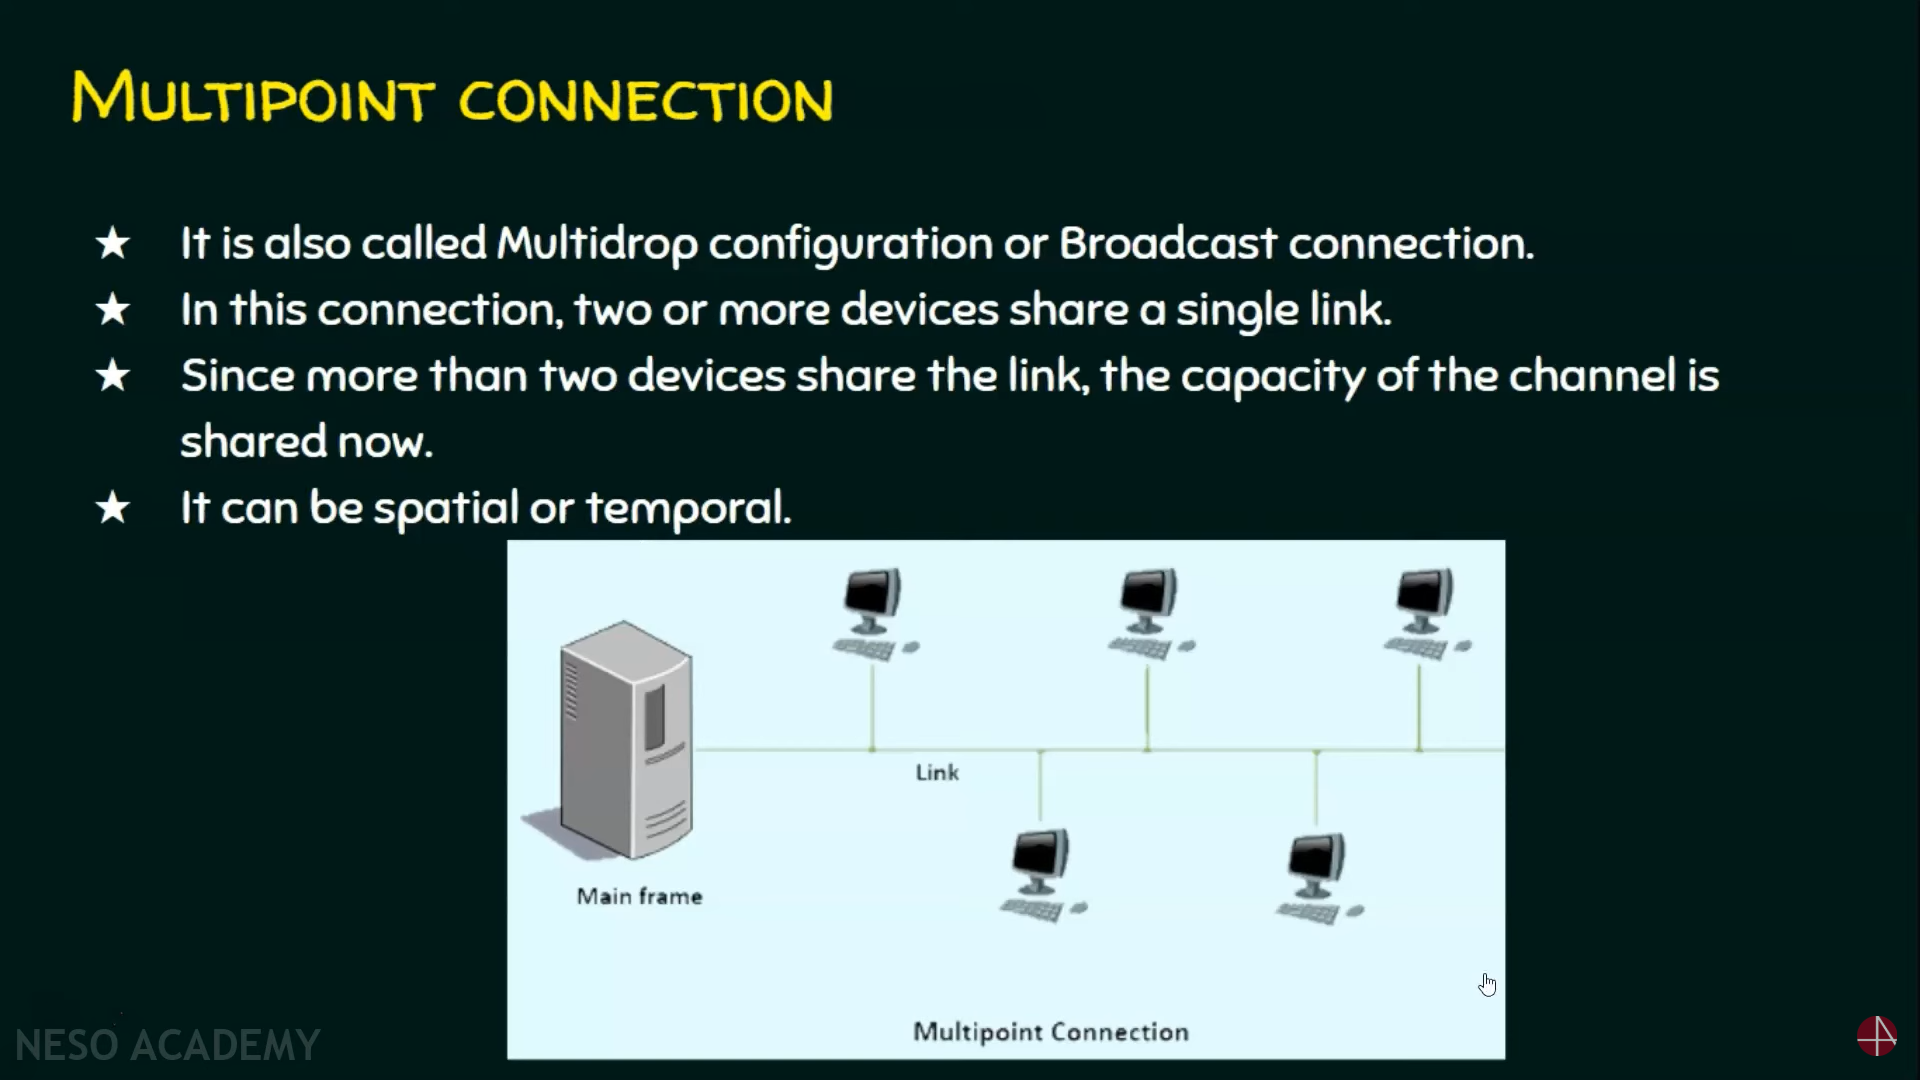 MULTIPOINT CONNECTION
★ It is also called Multidrop configuration or Broadcast connection.
★ In this connection, two or more devices share a single link.
★ Since more than two devices share the link, the capacity of the channel is
shared now.
★ It can be spatial or temporal.
Link
Main frame
Multipoint Connection
NESO ACADEMY